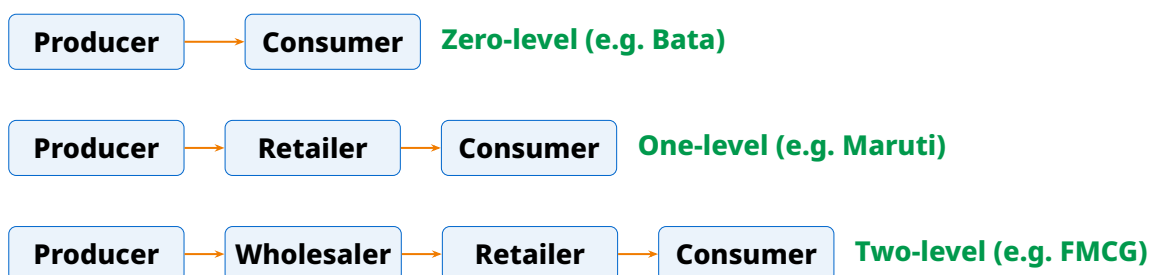 Producer Consumer Zero-level (e.g. Bata)
Producer Retailer Consumer One-level (e.g. Maruti)
Producer Wholesaler Retailer Consumer Two-level (e.g. FMCG)